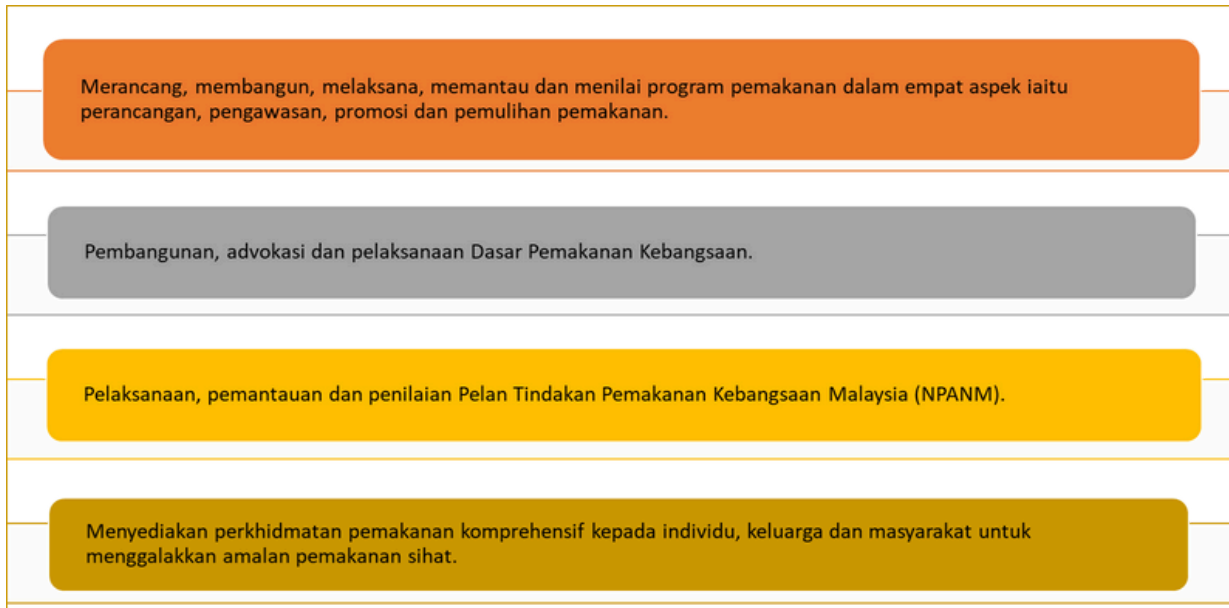 Merancang, membangun, melaksana, memantau dan menilai program pemakanan dalam empat aspek iaitu
perancangan, pengawasan, promosi dan pemulihan pemakanan.
Pembangunan, advokasi dan pelaksanaan Dasar Pemakanan Kebangsaan.
Pelaksanaan, pemantauan dan penilaian Pelan Tindakan Pemakanan Kebangsaan Malaysia (NPANM).
Menyediakan perkhidmatan pemakanan komprehensif kepada individu, keluarga dan masyarakat untuk
menggalakkan amalan pemakanan sihat.